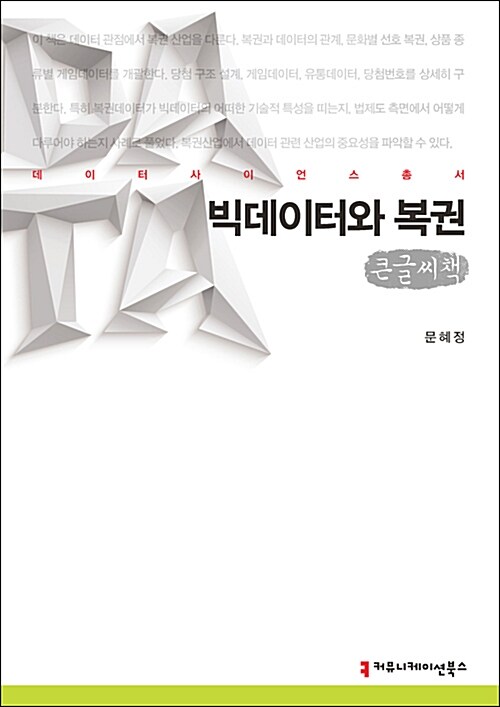 이 책은 데이터 관점에서 복권 산업을 다룬다. 복권과 데이터의 관계, 문화별 선호 복권, 상품 종
류별 게임데이터를 개괄한다. 당첨 구조 설계, 게임데이터, 유통데이터, 당첨번호를 상세히 구
분한다. 특히 복권데이터가 빅데이터의 어떠한 기술적 특성을 띠는지, 법제도 측면에서 어떻게
다루어야 하는지 사례로 풀었다. 복권산업에서 데이터 관련 산업의 중요성을 파악할 수 있다.
DA
데이터사이언스총서
TA
빅데이터와 복권
큰글씨책
문혜정
커뮤니케이션북스